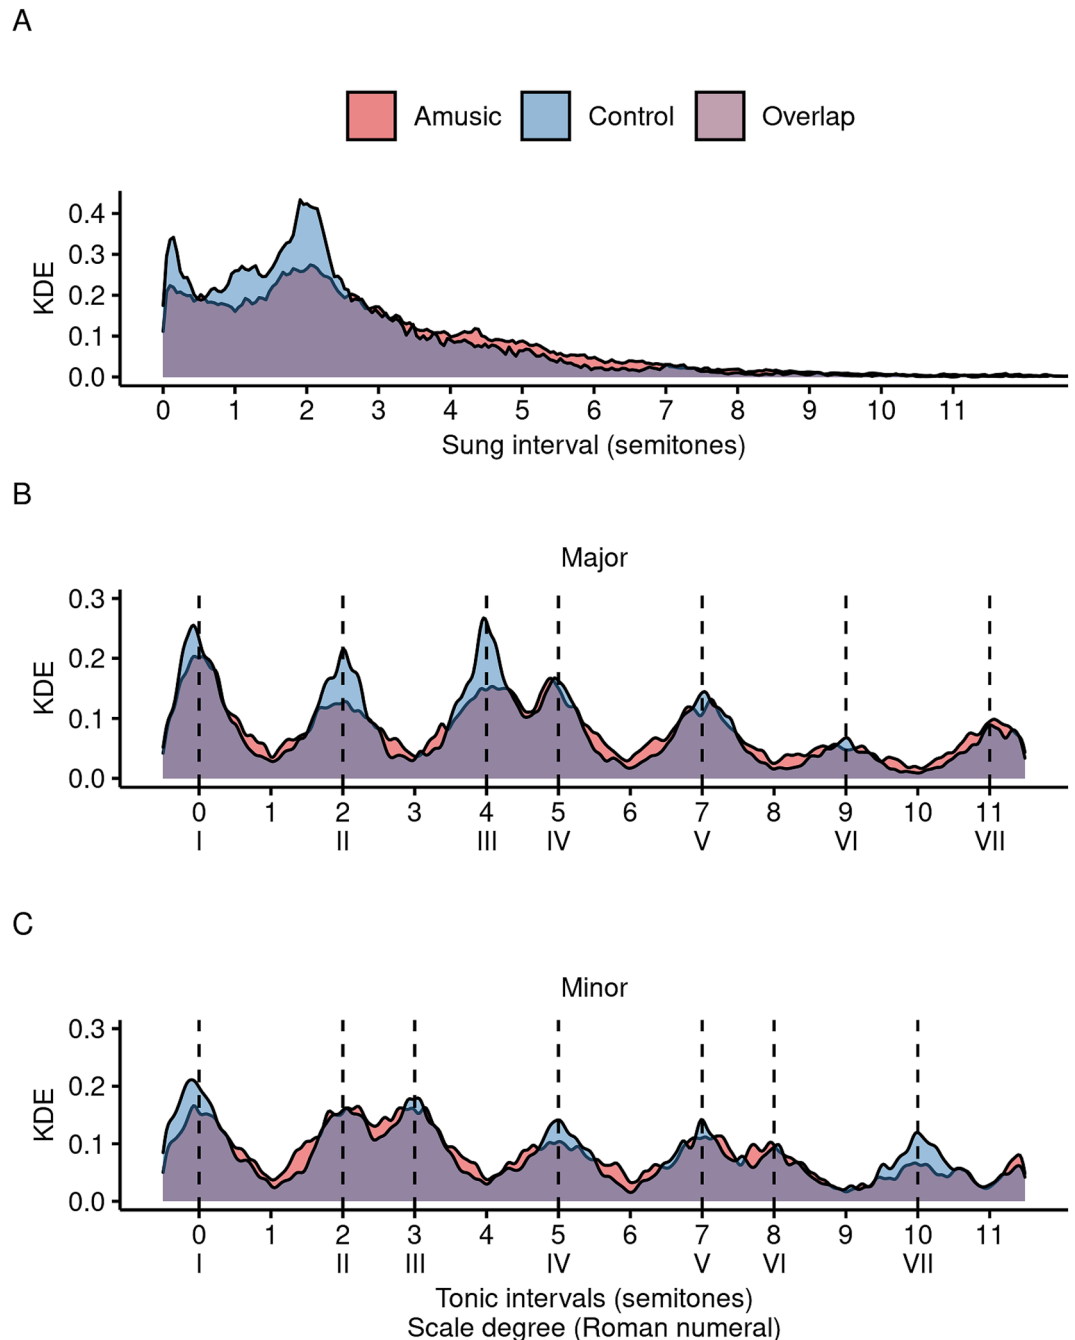 A
Amusic Control Overlap
KDE
0.4
0.3
0.2
0.1
0.0
0 1 2 3 4 5 6 7 8 9 10 11
Sung interval (semitones)
B
Major
KDE
0.3
0.2
0.1
0.0
0 1 2 3 4 5 6 7 8 9 10 11
I II III IV V VI VII
C
Minor
KDE
0.3
0.2
0.1
0.0
0 1 2 3 4 5 6 7 8 9 10 11
I II III IV V VI VII
Tonic intervals (semitones)
Scale degree (Roman numeral)